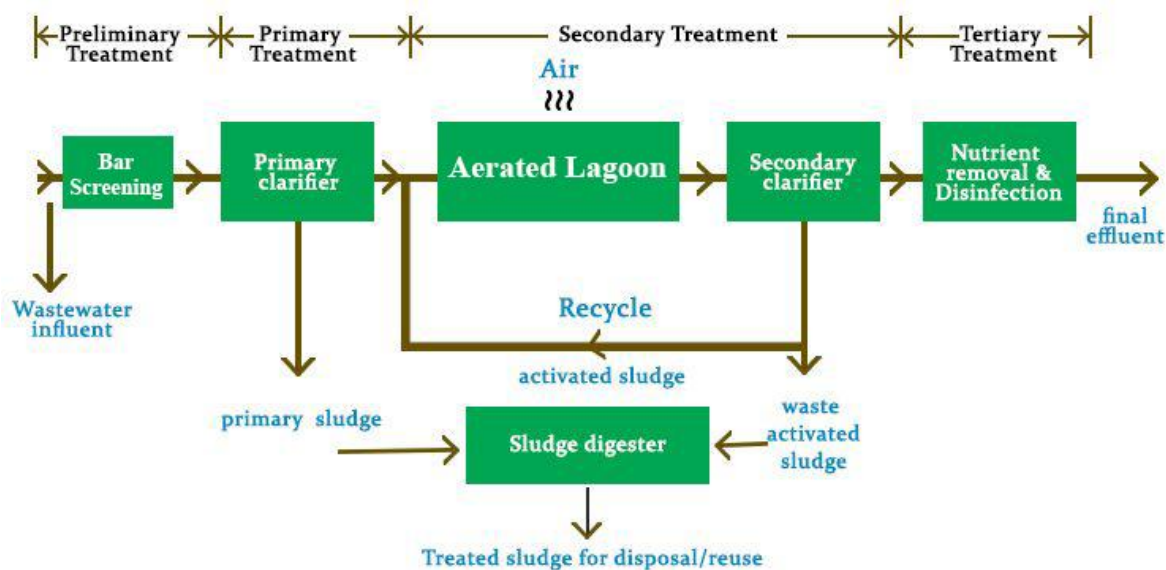 Preliminary
Treatment
Primary
Treatment
Secondary Treatment
Tertiary
Treatment
Air
Bar
Screening
Primary
clarifier
Aerated Lagoon
Secondary
clarifier
Nutrient
removal &
Disinfection
final
effluent
Wastewater
influent
Recycle
activated sludge
primary sludge
waste
activated
sludge
Sludge digester
Treated sludge for disposal/reuse